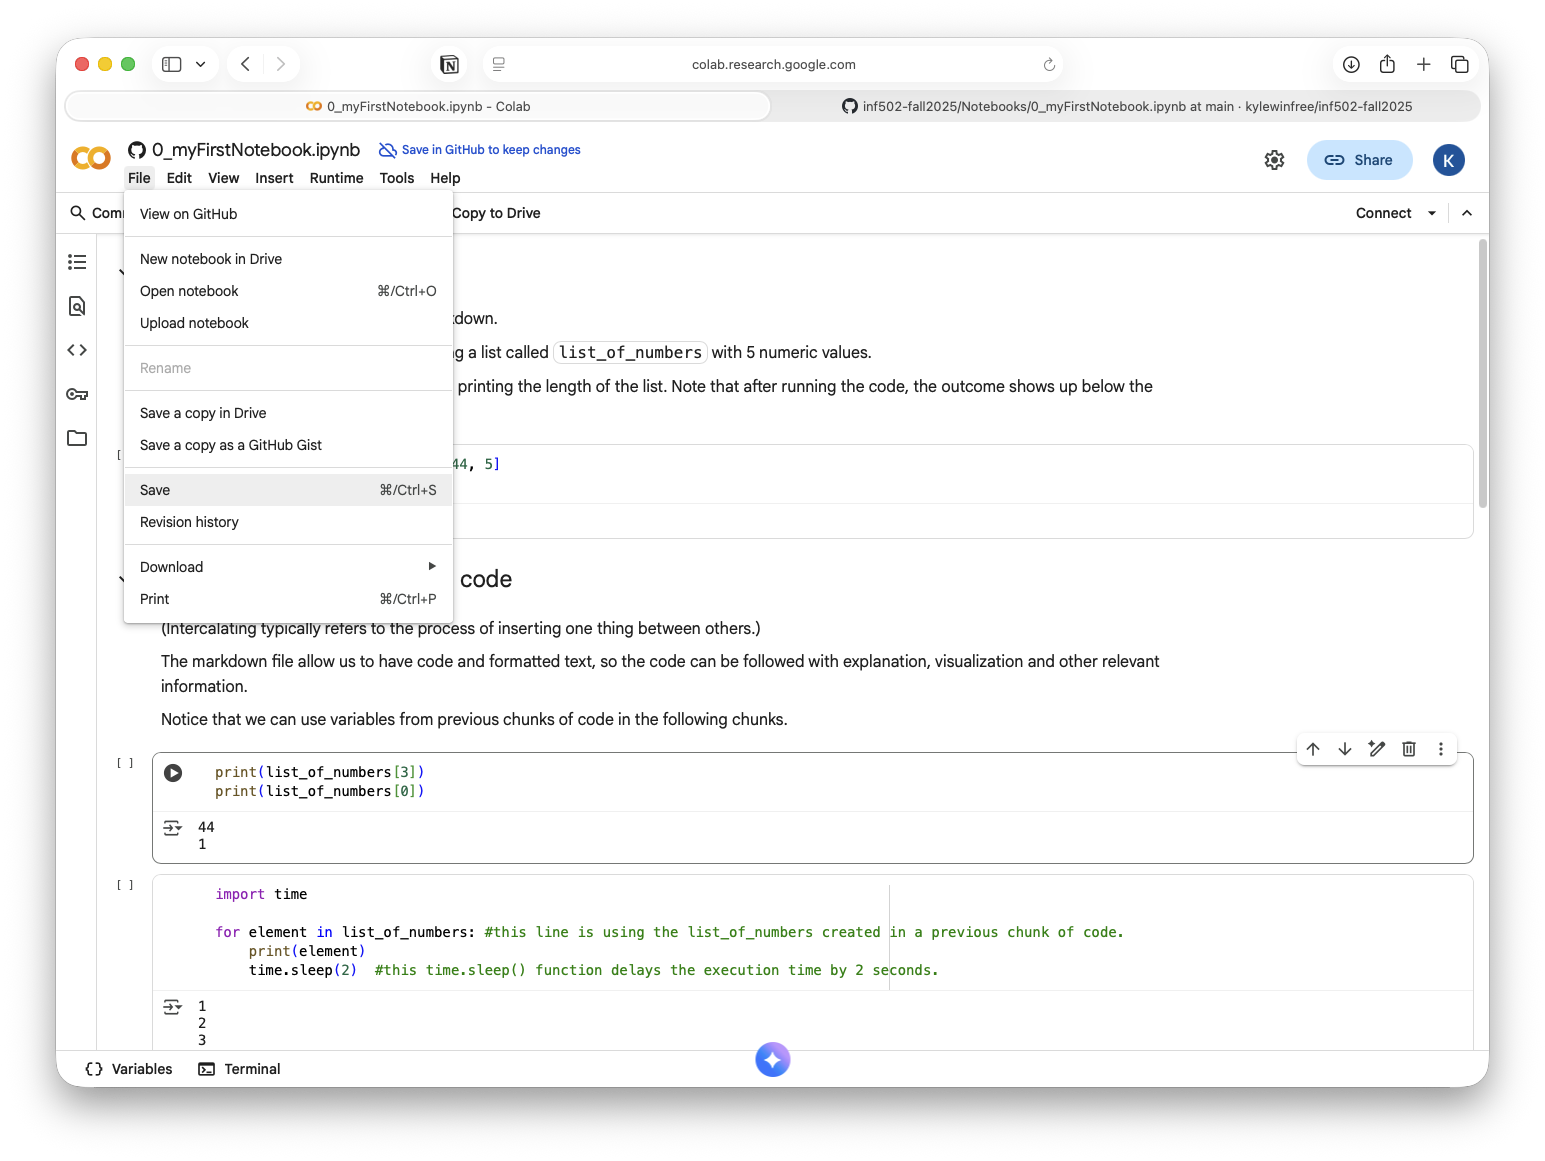 N
colab.research.google.com
0_myFirstNotebook.ipynb - Colab
inf502-fall2025/Notebooks/0_myFirstNotebook.ipynb at main · kylewinfree/inf502-fall2025
0_myFirstNotebook.ipynb
Save in GitHub to keep changes
File Edit View Insert Runtime Tools Help
Share
K
Com
Copy to Drive
Connect
View on GitHub
New notebook in Drive
Open notebook ⌘/Ctrl+O
Upload notebook
Rename
Save a copy in Drive
Save a copy as a GitHub Gist
Save ⌘/Ctrl+S
Revision history
Download
Print ⌘/Ctrl+P
down.
g a list called list_of_numbers with 5 numeric values.
printing the length of the list. Note that after running the code, the outcome shows up below the
[
44, 5]
code
(Intercalating typically refers to the process of inserting one thing between others.)
The markdown file allow us to have code and formatted text, so the code can be followed with explanation, visualization and other relevant
information.
Notice that we can use variables from previous chunks of code in the following chunks.
[ ]
print(list_of_numbers[3])
print(list_of_numbers[0])
44
1
[ ]
import time
for element in list_of_numbers: #this line is using the list_of_numbers created in a previous chunk of code.
print(element)
time.sleep(2) #this time.sleep() function delays the execution time by 2 seconds.
1
2
3
Variables
Terminal